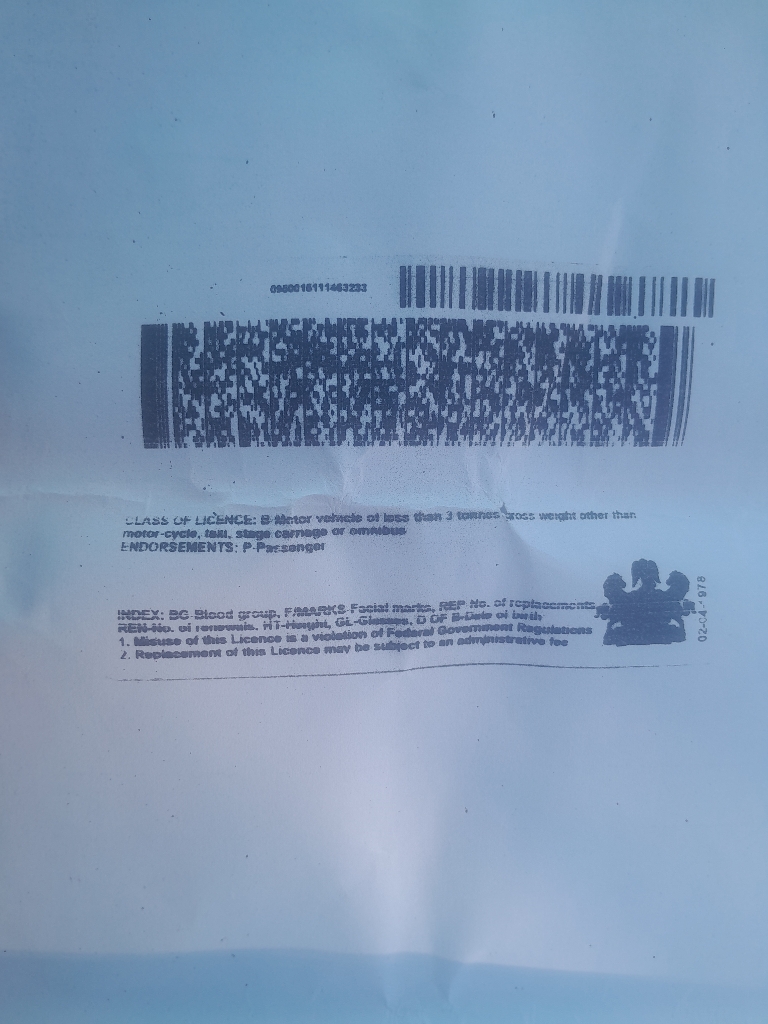 0960016111463233
CLASS OF LICENCE: B-Motor vehicle of less than 3 tonnes gross weight other than
motor-cycle, taxi, stage carriage or omnibus
ENDORSEMENTS: P-Passenger
INDEX: BG-Blood group, F/MARKS-Facial marks, REP-No. of replacements
REN-No. of renewals, HT-Height, GL-Glasses, D OF B-Date of birth
1. Misuse of this Licence is a violation of Federal Government Regulations
2. Replacement of this Licence may be subject to an administrative fee
02-04-1978